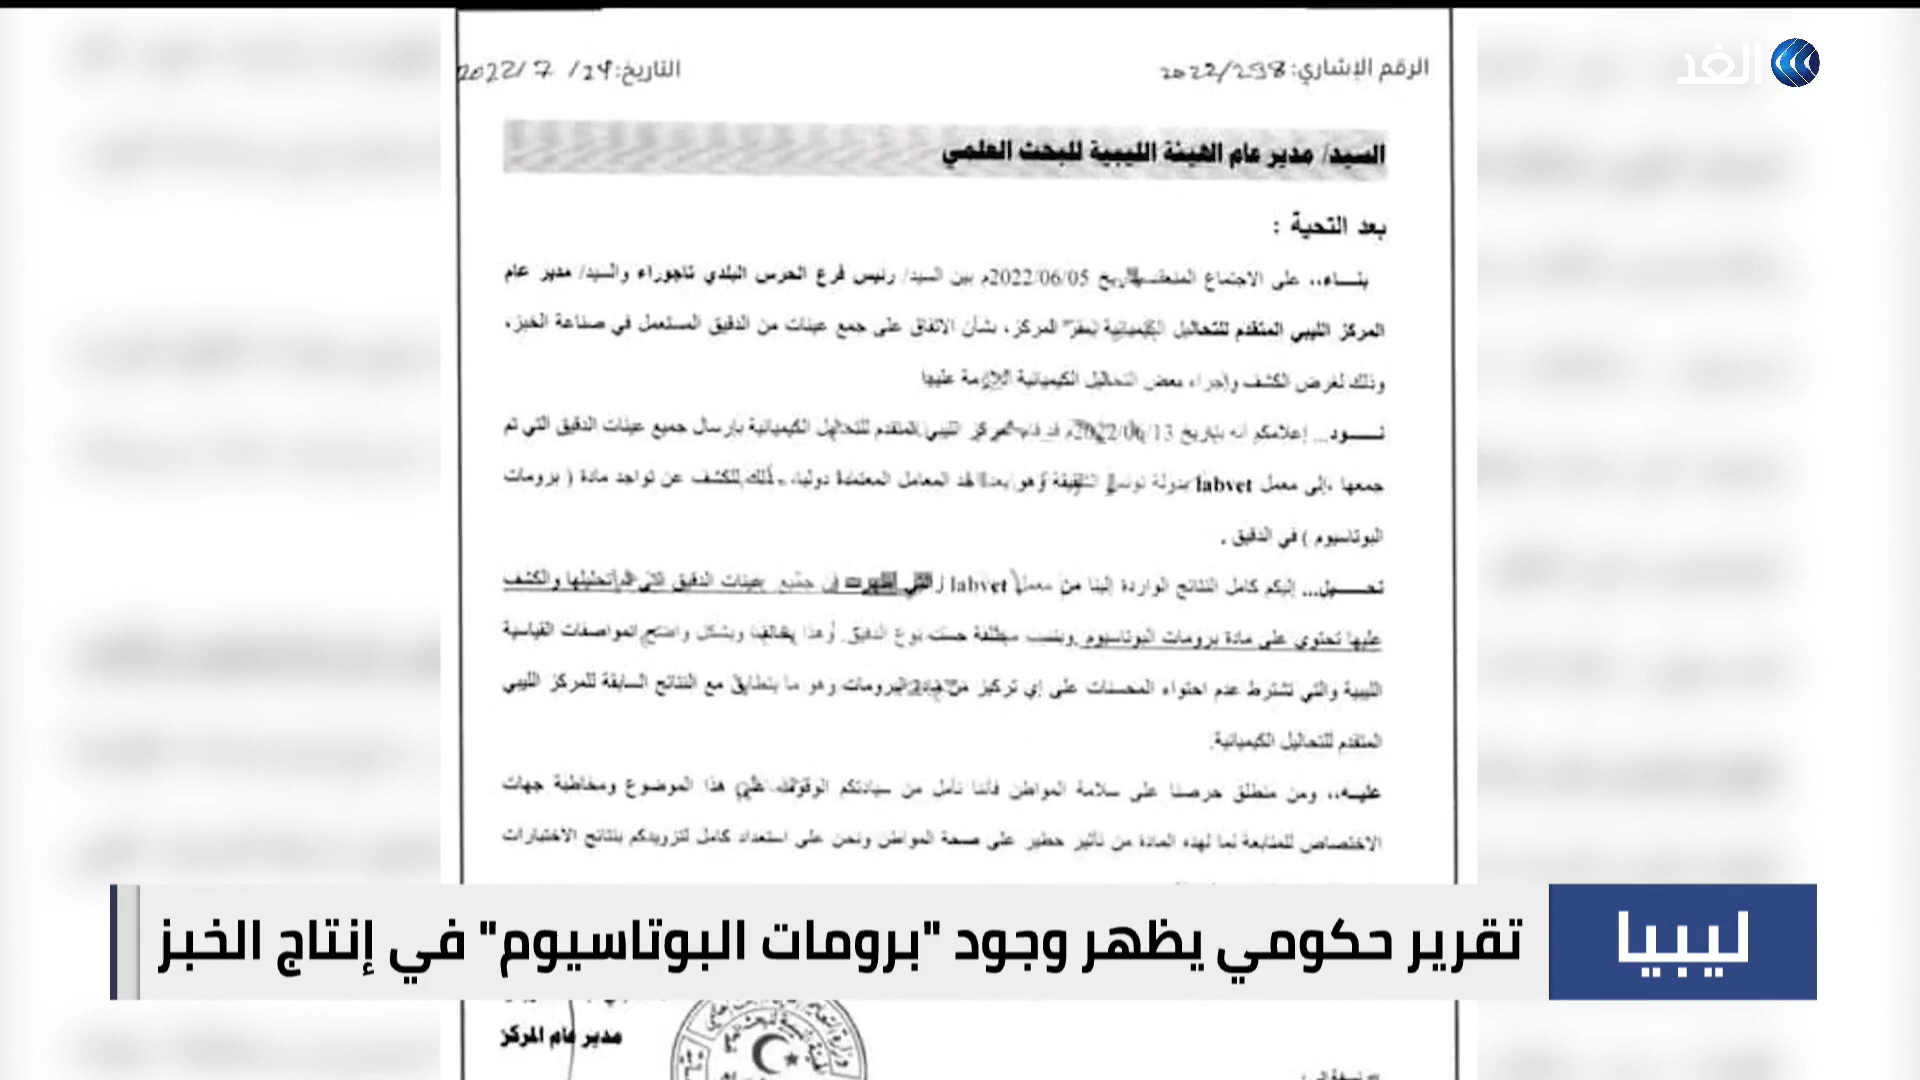 الغد
الرقم الإشاري: 2022/298
التاريخ: 2022/7/24
السيد/ مدير عام الهيئة الليبية للبحث العلمي
بعد التحية :
بنـــاء،، على الاجتماع المنعقد بتاريخ 2022/06/05م بين السيد/ رئيس فرع الحرس البلدي تاجوراء والسيد/ مدير عام
المركز الليبي المتقدم للتحاليل الكيميائية بمقر المركز، بشأن الاتفاق على جمع عينات من الدقيق المستعمل في صناعة الخبز،
وذلك لغرض الكشف وإجراء بعض التحاليل الكيميائية اللازمة عليها
نـــود... إعلامكم أنه بتاريخ 2022/06/13م قد قام المركز الليبي المتقدم للتحاليل الكيميائية بإرسال جميع عينات الدقيق التي تم
جمعها ،إلى معمل labvet بدولة تونس الشقيقة وهو يعد أحد المعامل المعتمدة دوليا، وذلك للكشف عن تواجد مادة ( برومات
البوتاسيوم ) في الدقيق .
نحـــيل... إليكم كامل النتائج الواردة إلينا من معمل labvet والتي أظهرت أن جميع عينات الدقيق التي تم تحليلها والكشف
عليها تحتوي على مادة برومات البوتاسيوم وبنسب مختلفة حسب نوع الدقيق. وهذا يخالف وبشكل واضح المواصفات القياسية
الليبية والتي تشترط عدم احتواء المحسنات على إي تركيز من مادة البرومات وهو ما يتطابق مع النتائج السابقة للمركز الليبي
المتقدم للتحاليل الكيميائية.
عليــه،، ومن منطلق حرصنا على سلامة المواطن فأننا نأمل من سيادتكم الوقوف على هذا الموضوع ومخاطبة جهات
الاختصاص للمتابعة لما لهذه المادة من تأثير خطير على صحة المواطن ونحن على استعداد كامل لتزويدكم بنتائج الاختبارات
ليبيا
تقرير حكومي يظهر وجود "برومات البوتاسيوم" في إنتاج الخبز
مدير عام المركز